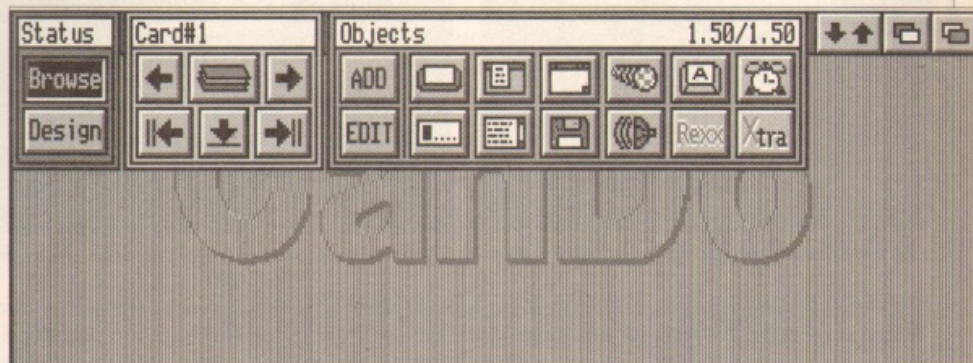 Status
Card#1
Objects 1.50/1.50
Browse
ADD
A
Design
EDIT
Rexx
Xtra
CanDo